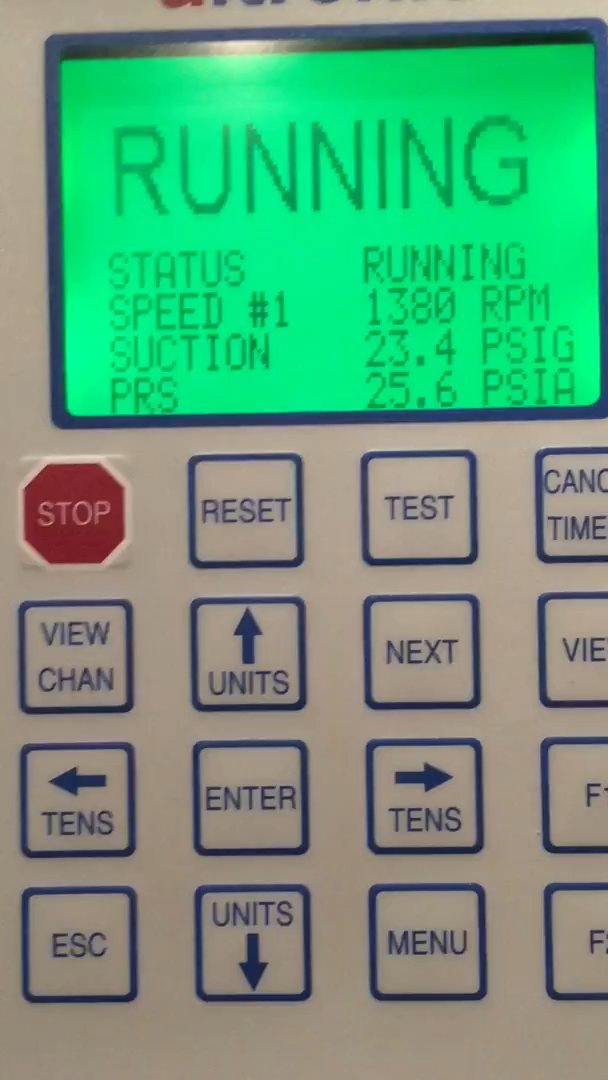 RUNNING
STATUS RUNNING
SPEED #1 1380 RPM
SUCTION 23.4 PSIG
PRS 25.6 PSIA
STOP RESET TEST
VIEW CHAN
UNITS
NEXT
TENS
ENTER
TENS
ESC
UNITS
MENU